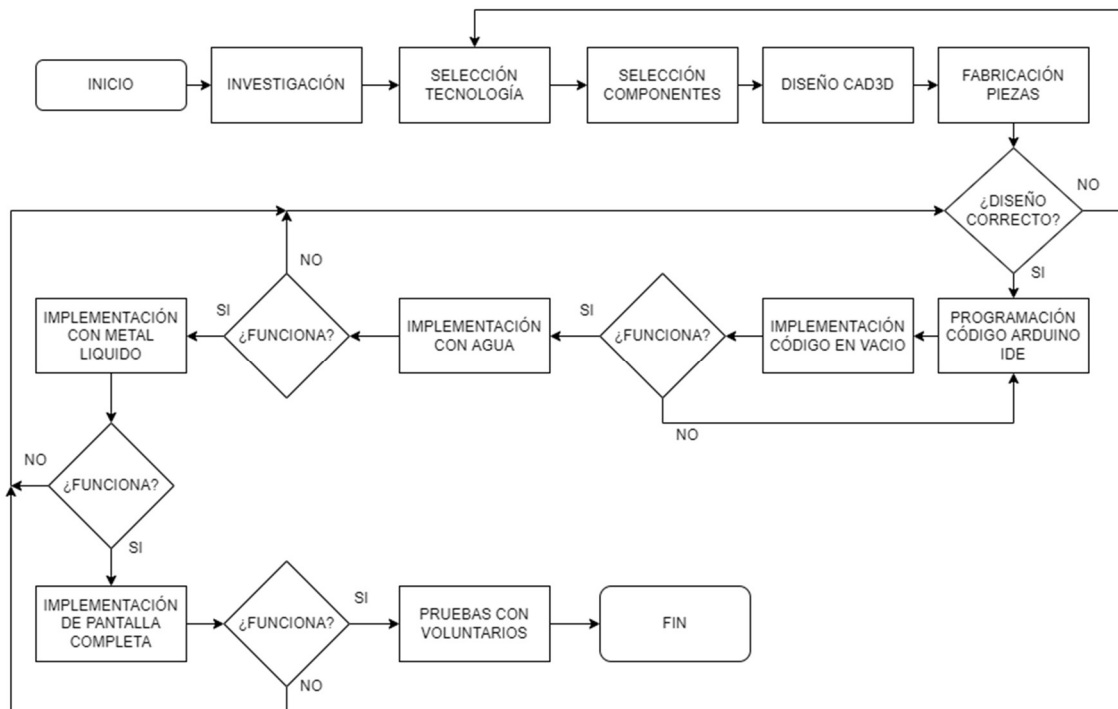 INICIO
INVESTIGACIÓN
SELECCIÓN
TECNOLOGÍA
SELECCIÓN
COMPONENTES
DISEÑO CAD3D
FABRICACIÓN
PIEZAS
¿DISEÑO
CORRECTO?
NO
SI
PROGRAMACIÓN
CÓDIGO ARDUINO
IDE
IMPLEMENTACIÓN
CÓDIGO EN VACIO
¿FUNCIONA?
NO
SI
IMPLEMENTACIÓN
CON AGUA
¿FUNCIONA?
NO
SI
IMPLEMENTACIÓN
CON METAL
LIQUIDO
¿FUNCIONA?
NO
SI
IMPLEMENTACIÓN
DE PANTALLA
COMPLETA
¿FUNCIONA?
NO
SI
PRUEBAS CON
VOLUNTARIOS
FIN